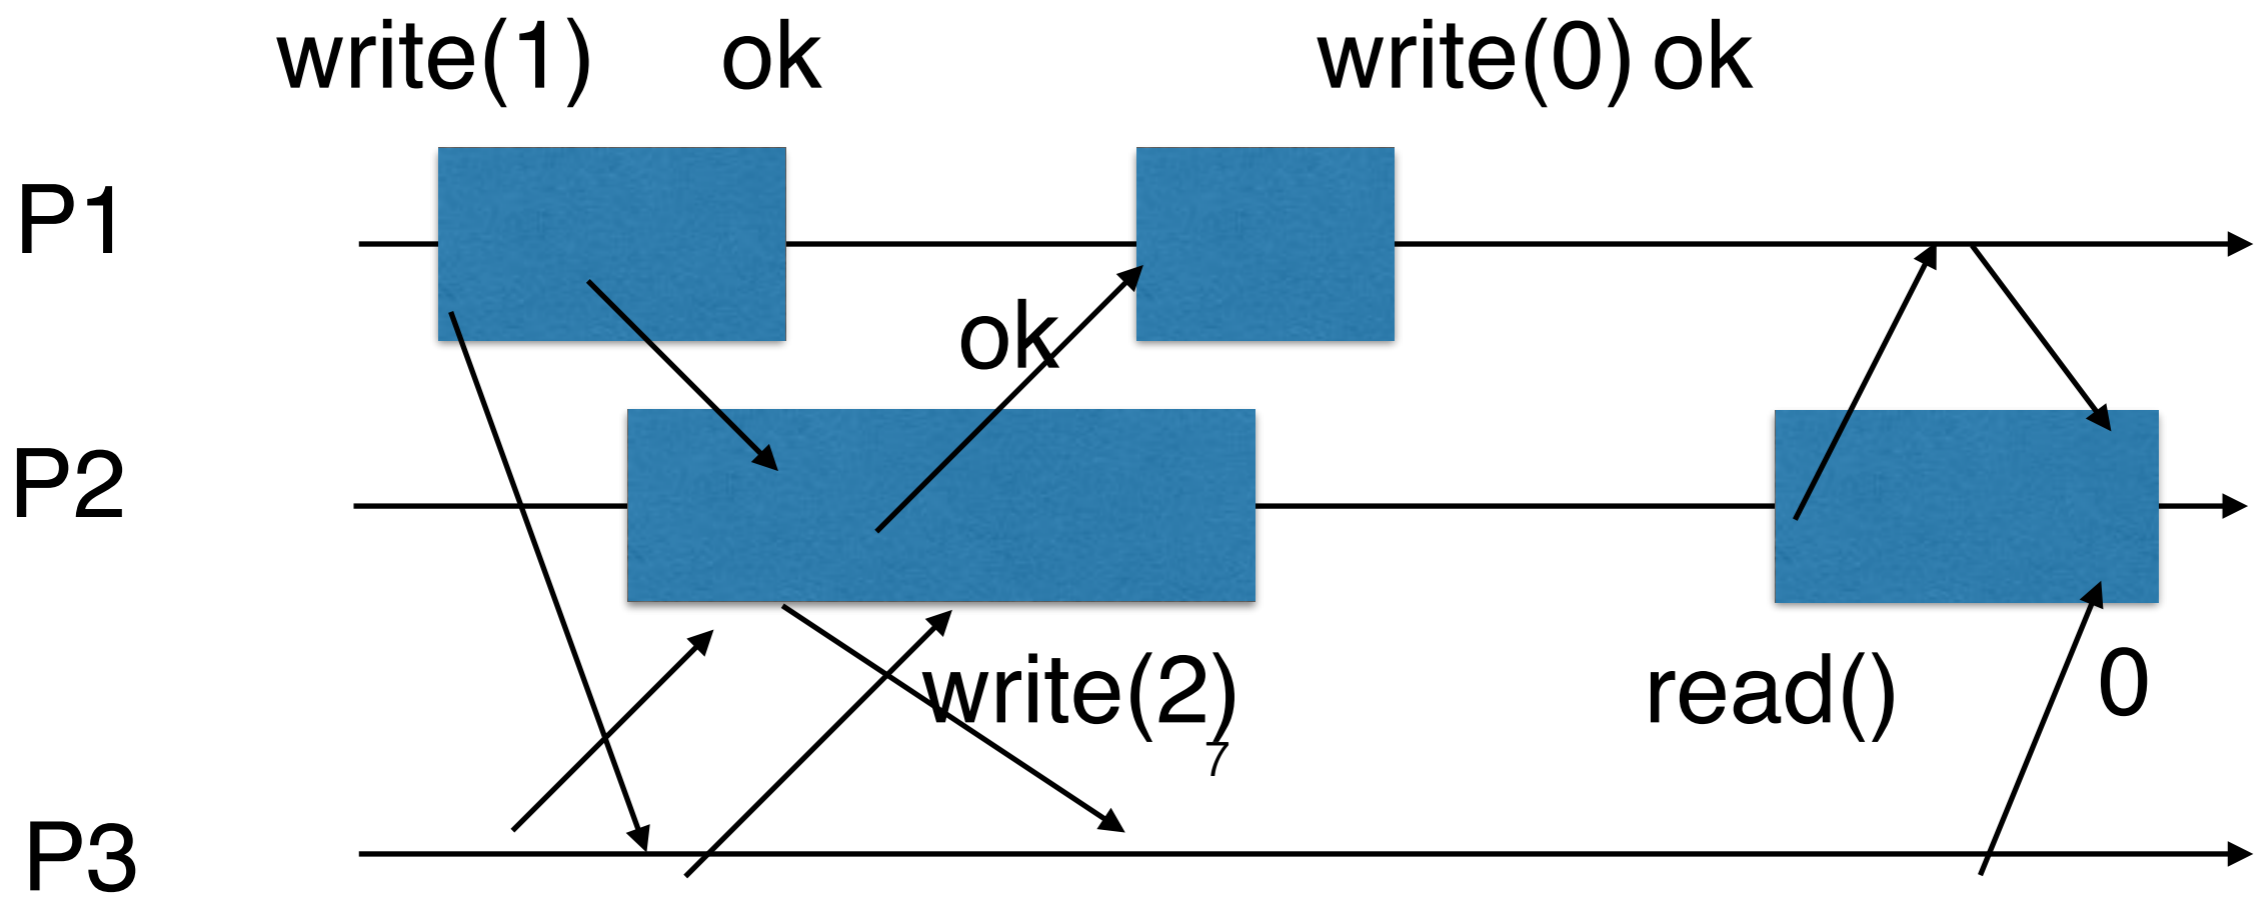 write(1) ok write(0) ok
P1
ok
P2
write(2) read() 0
7
P3